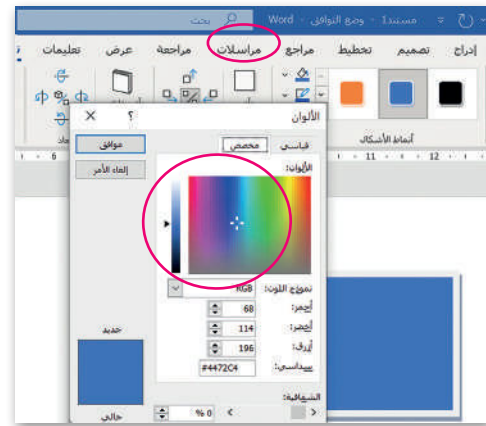 مستند1 - وضع التوافق - Word
بحث
إدراج تصميم تخطيط مراجع مراسلات مراجعة عرض تعليمات
أنماط الأشكال
11 12
6
الألوان
؟ ×
قياسي مخصص
موافق
إلغاء الأمر
الألوان:
نموذج اللون: RGB
أحمر: 68
أخضر: 114
أزرق: 196
سداسي: #4472C4
الشفافية:
0 %
جديد
حالي